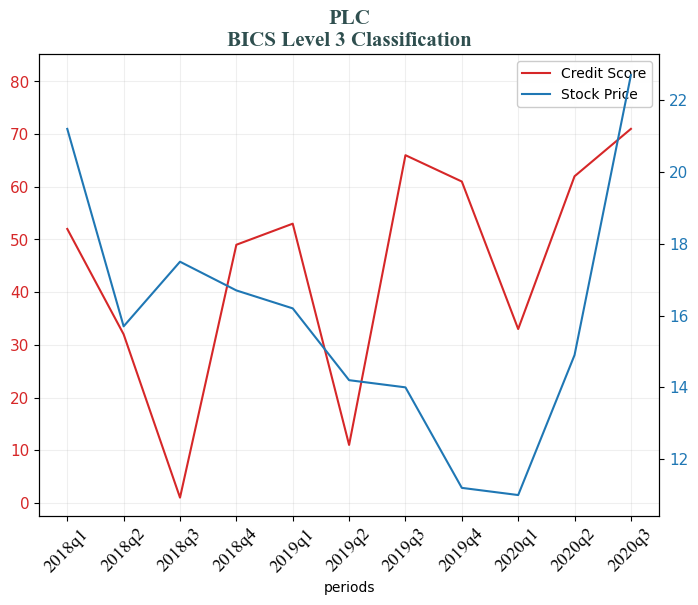 PLC
BICS Level 3 Classification
Credit Score
Stock Price
80
70
60
50
40
30
20
10
0
22
20
18
16
14
12
2018q1
2018q2
2018q3
2018q4
2019q1
2019q2
2019q3
2019q4
2020q1
2020q2
2020q3
periods